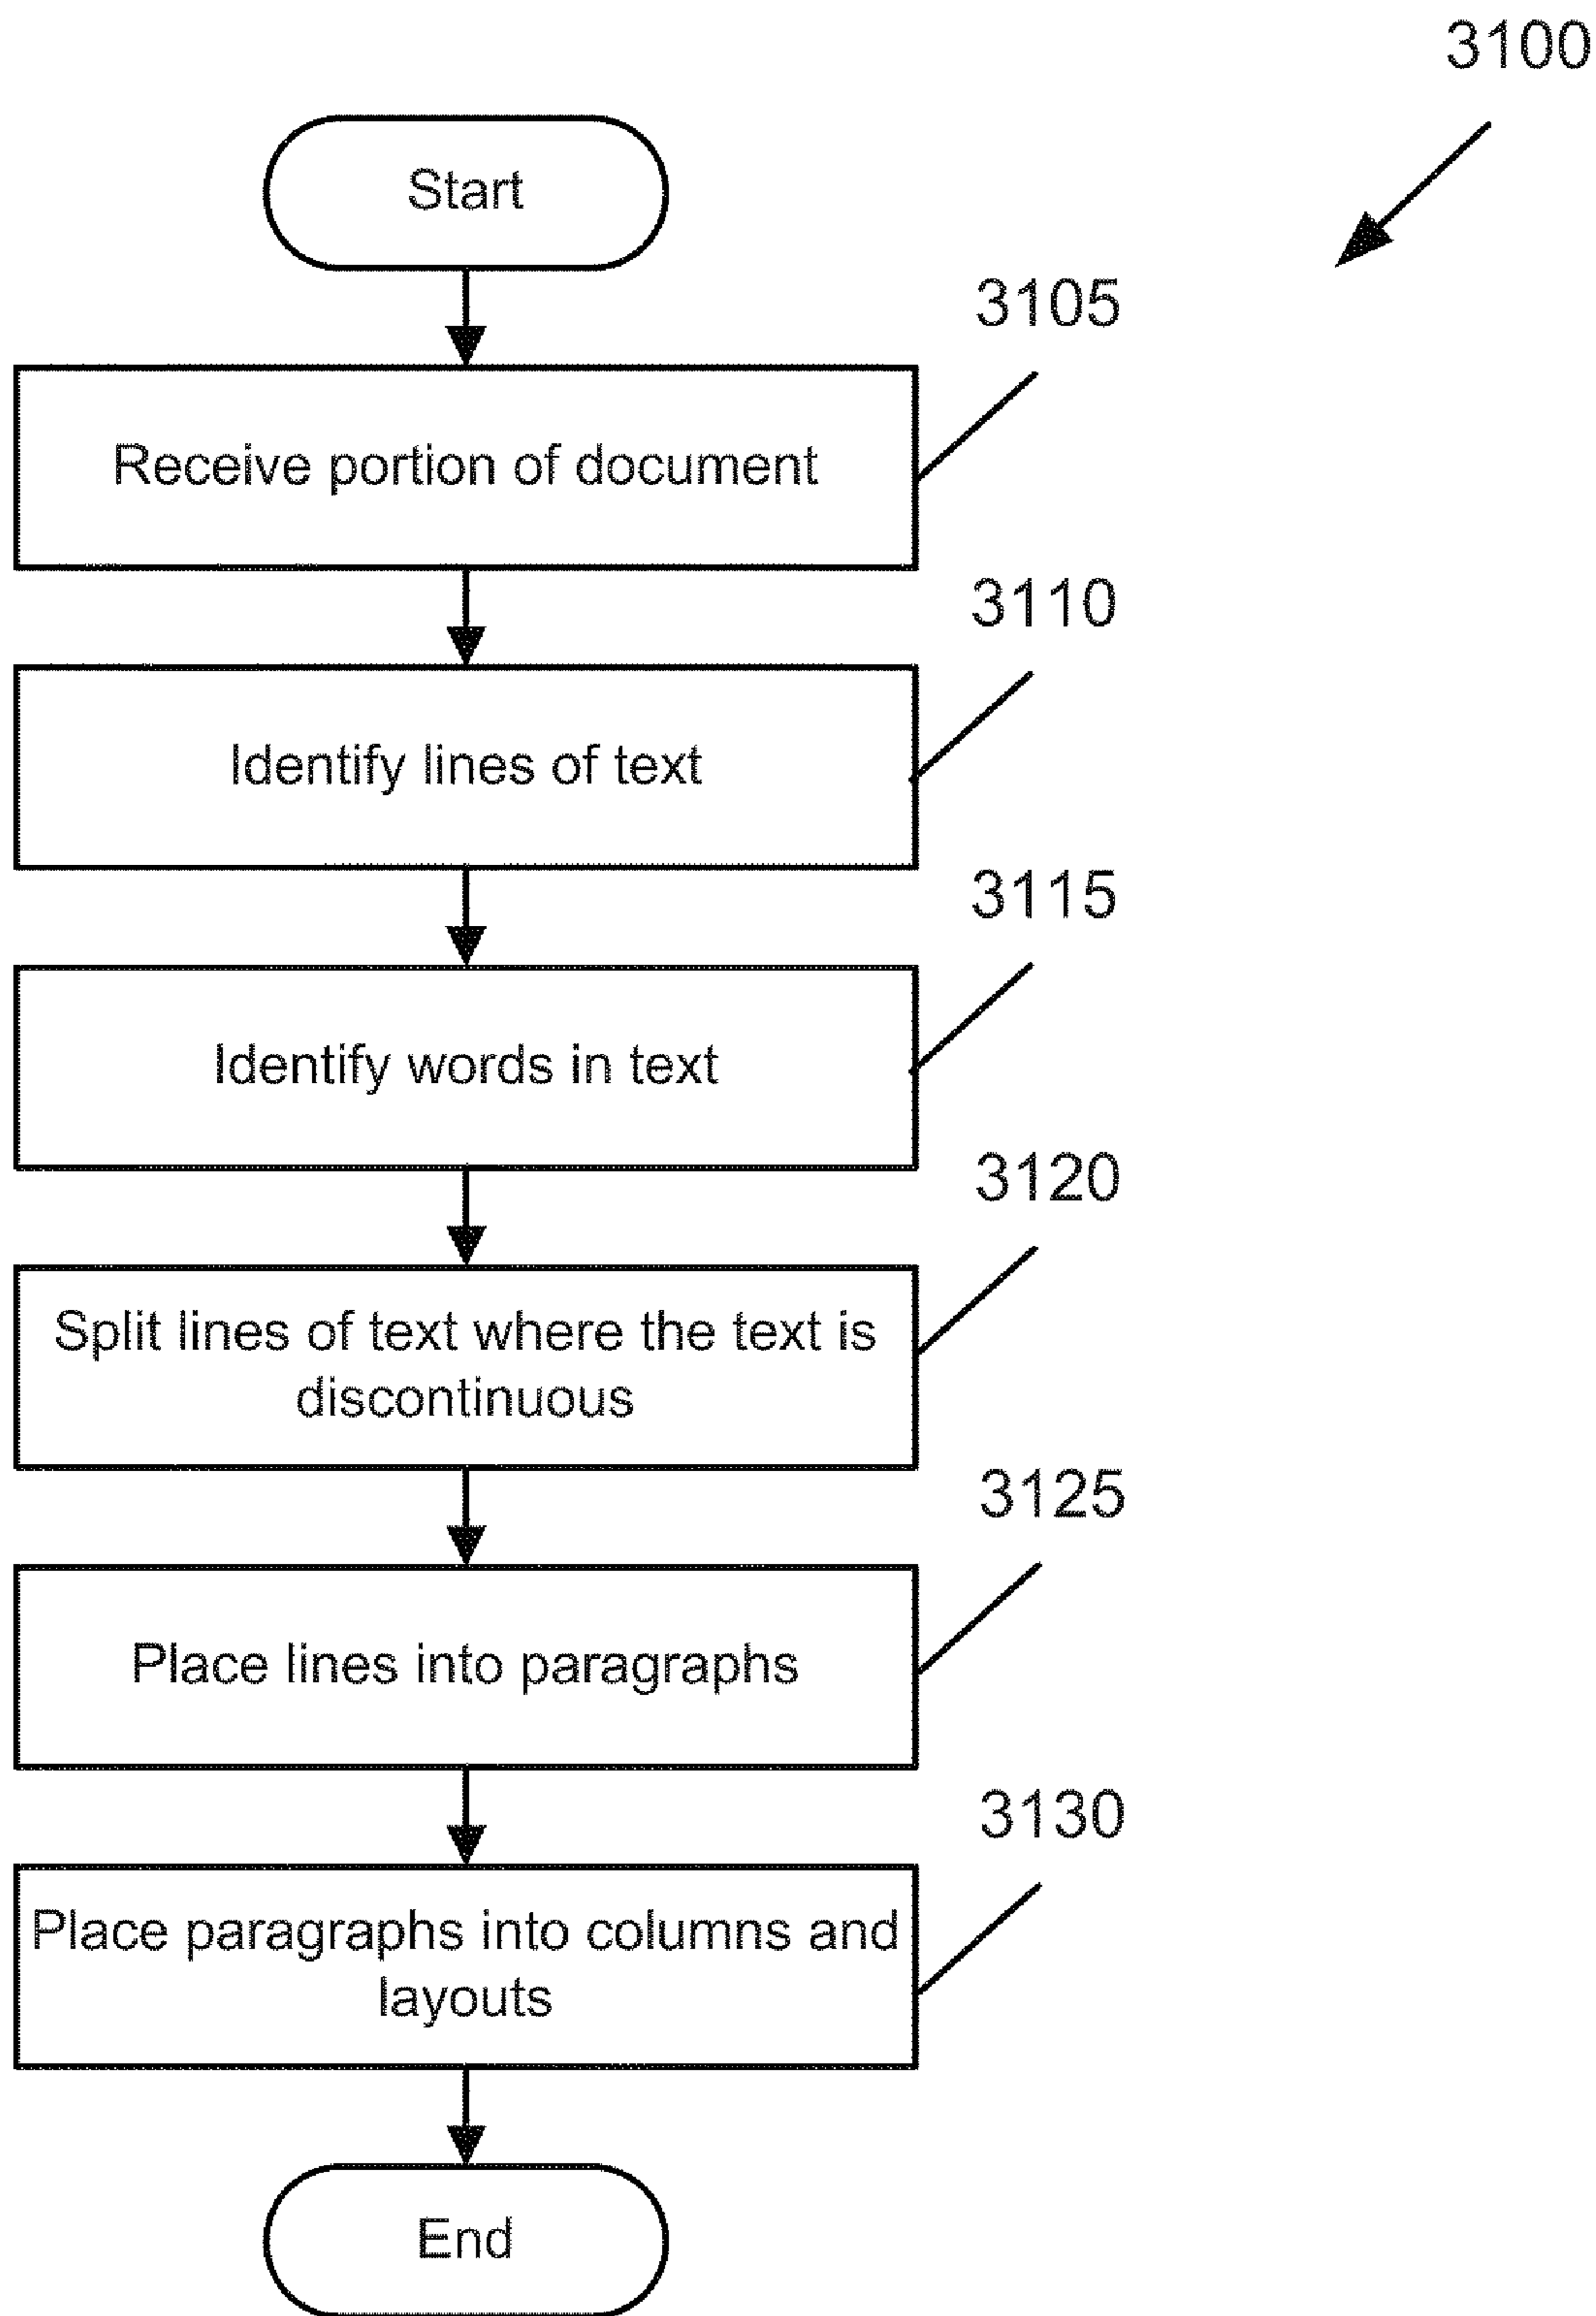 3100
Start
3105
Receive portion of document
3110
Identify lines of text
3115
Identify words in text
3120
Split lines of text where the text is
discontinuous
3125
Place lines into paragraphs
3130
Place paragraphs into columns and
layouts
End